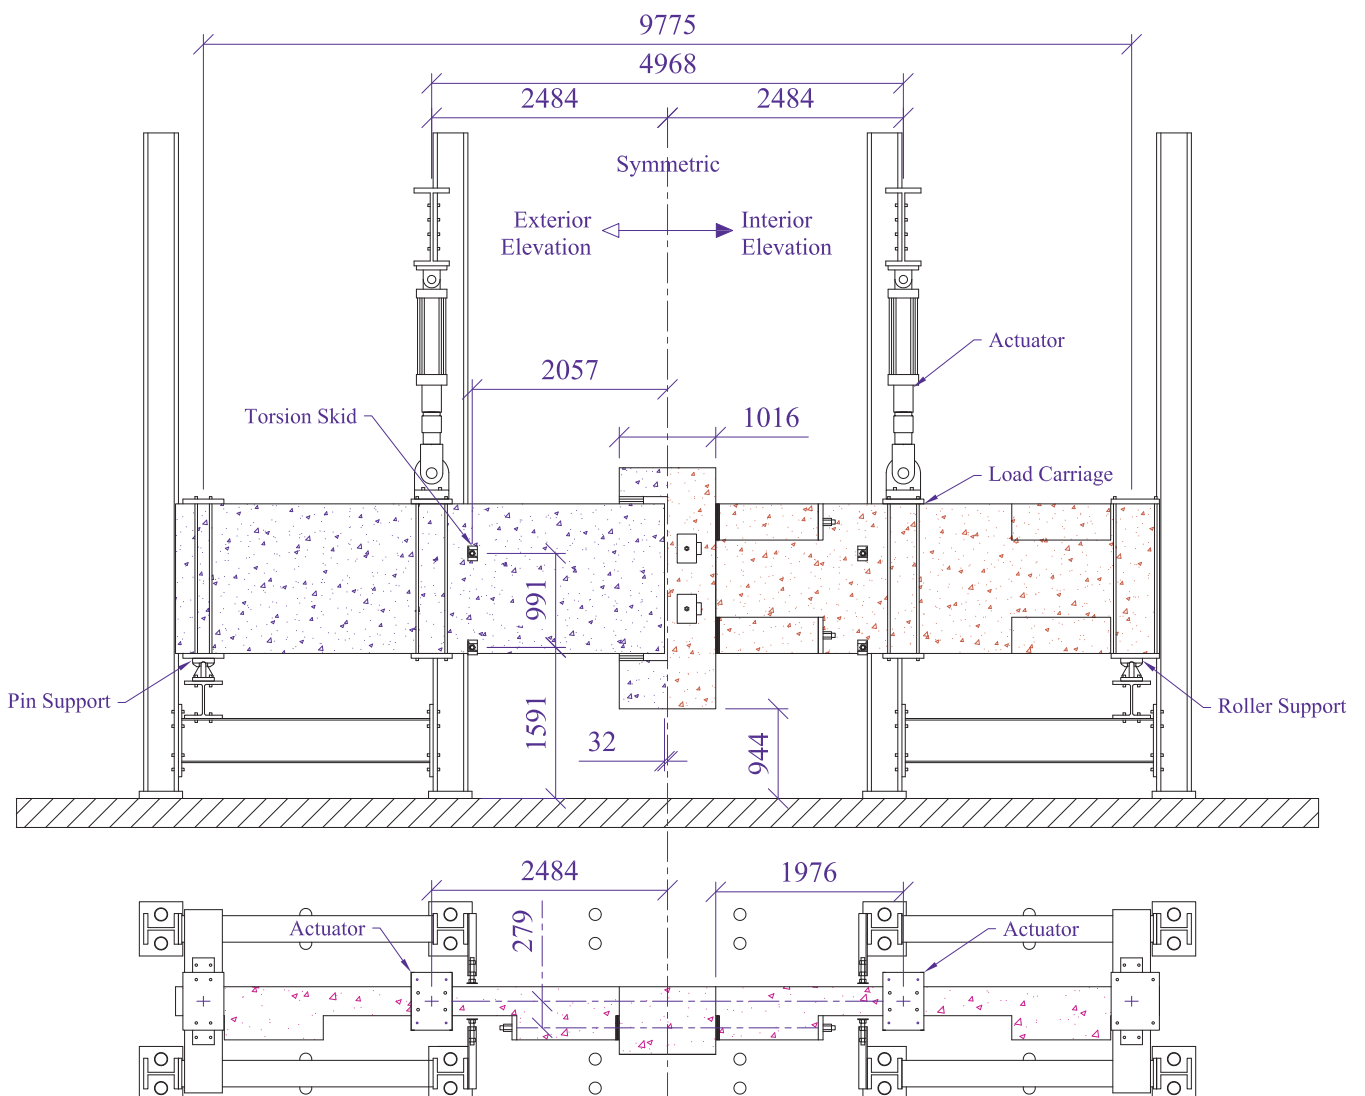 9775
4968
2484
2484
Symmetric
Exterior
Elevation
Interior
Elevation
Actuator
2057
Torsion Skid
1016
Load Carriage
991
Pin Support
1591
32
944
Roller Support
2484
1976
279
Actuator
Actuator